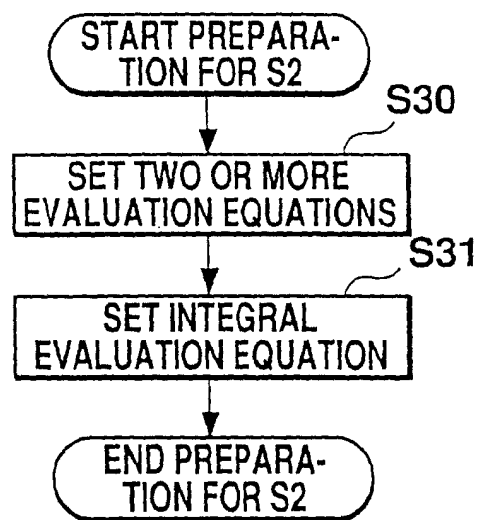 START PREPARA-
TION FOR S2
S30
SET TWO OR MORE
EVALUATION EQUATIONS
S31
SET INTEGRAL
EVALUATION EQUATION
END PREPARA-
TION FOR S2